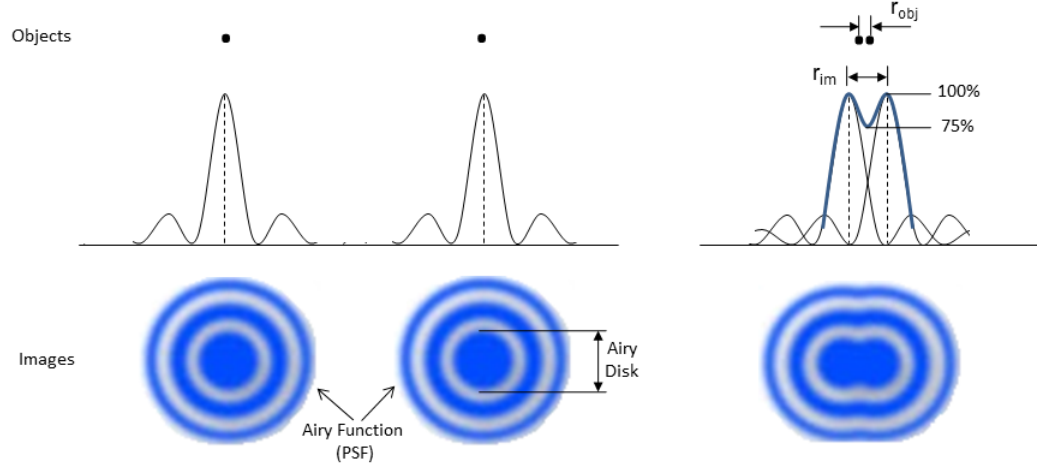 Objects
r_obj
r_im
100%
75%
Images
Airy
Disk
Airy Function
(PSF)